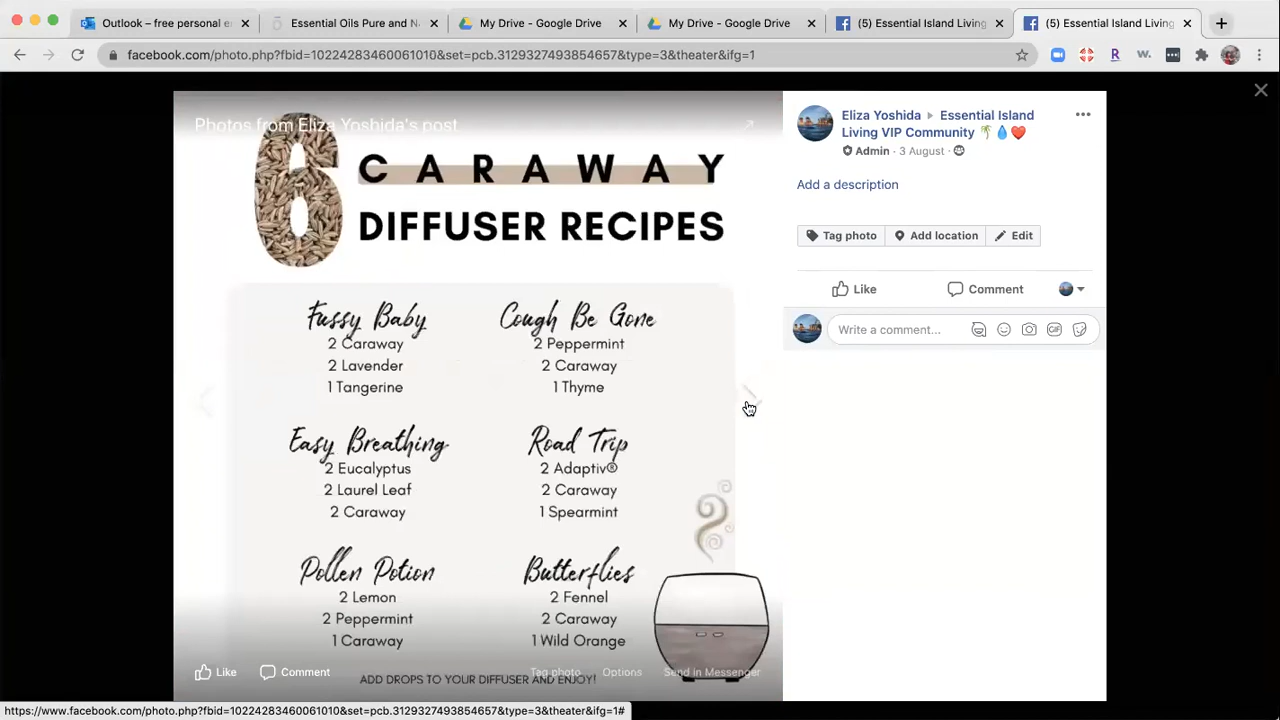 Outlook – free personal e
Essential Oils Pure and N
My Drive - Google Drive
My Drive - Google Drive
(5) Essential Island Living
(5) Essential Island Living
facebook.com/photo.php?fbid=10224283460061010&set=pcb.3129327493854657&type=3&theater&ifg=1
Photos from Eliza Yoshida's post
6 CARAWAY
DIFFUSER RECIPES
Fussy Baby
2 Caraway
2 Lavender
1 Tangerine
Cough Be Gone
2 Peppermint
2 Caraway
1 Thyme
Easy Breathing
2 Eucalyptus
2 Laurel Leaf
2 Caraway
Road Trip
2 Adaptiv®
2 Caraway
1 Spearmint
Pollen Potion
2 Lemon
2 Peppermint
1 Caraway
Butterflies
2 Fennel
2 Caraway
1 Wild Orange
ADD DROPS TO YOUR DIFFUSER AND ENJOY!
Like Comment Tag photo Options Send in Messenger
Eliza Yoshida ▸ Essential Island
Living VIP Community 🌴💧❤️
Admin · 3 August ·
Add a description
Tag photo Add location Edit
Like Comment
Write a comment... GIF
https://www.facebook.com/photo.php?fbid=10224283460061010&set=pcb.3129327493854657&type=3&theater&ifg=1#